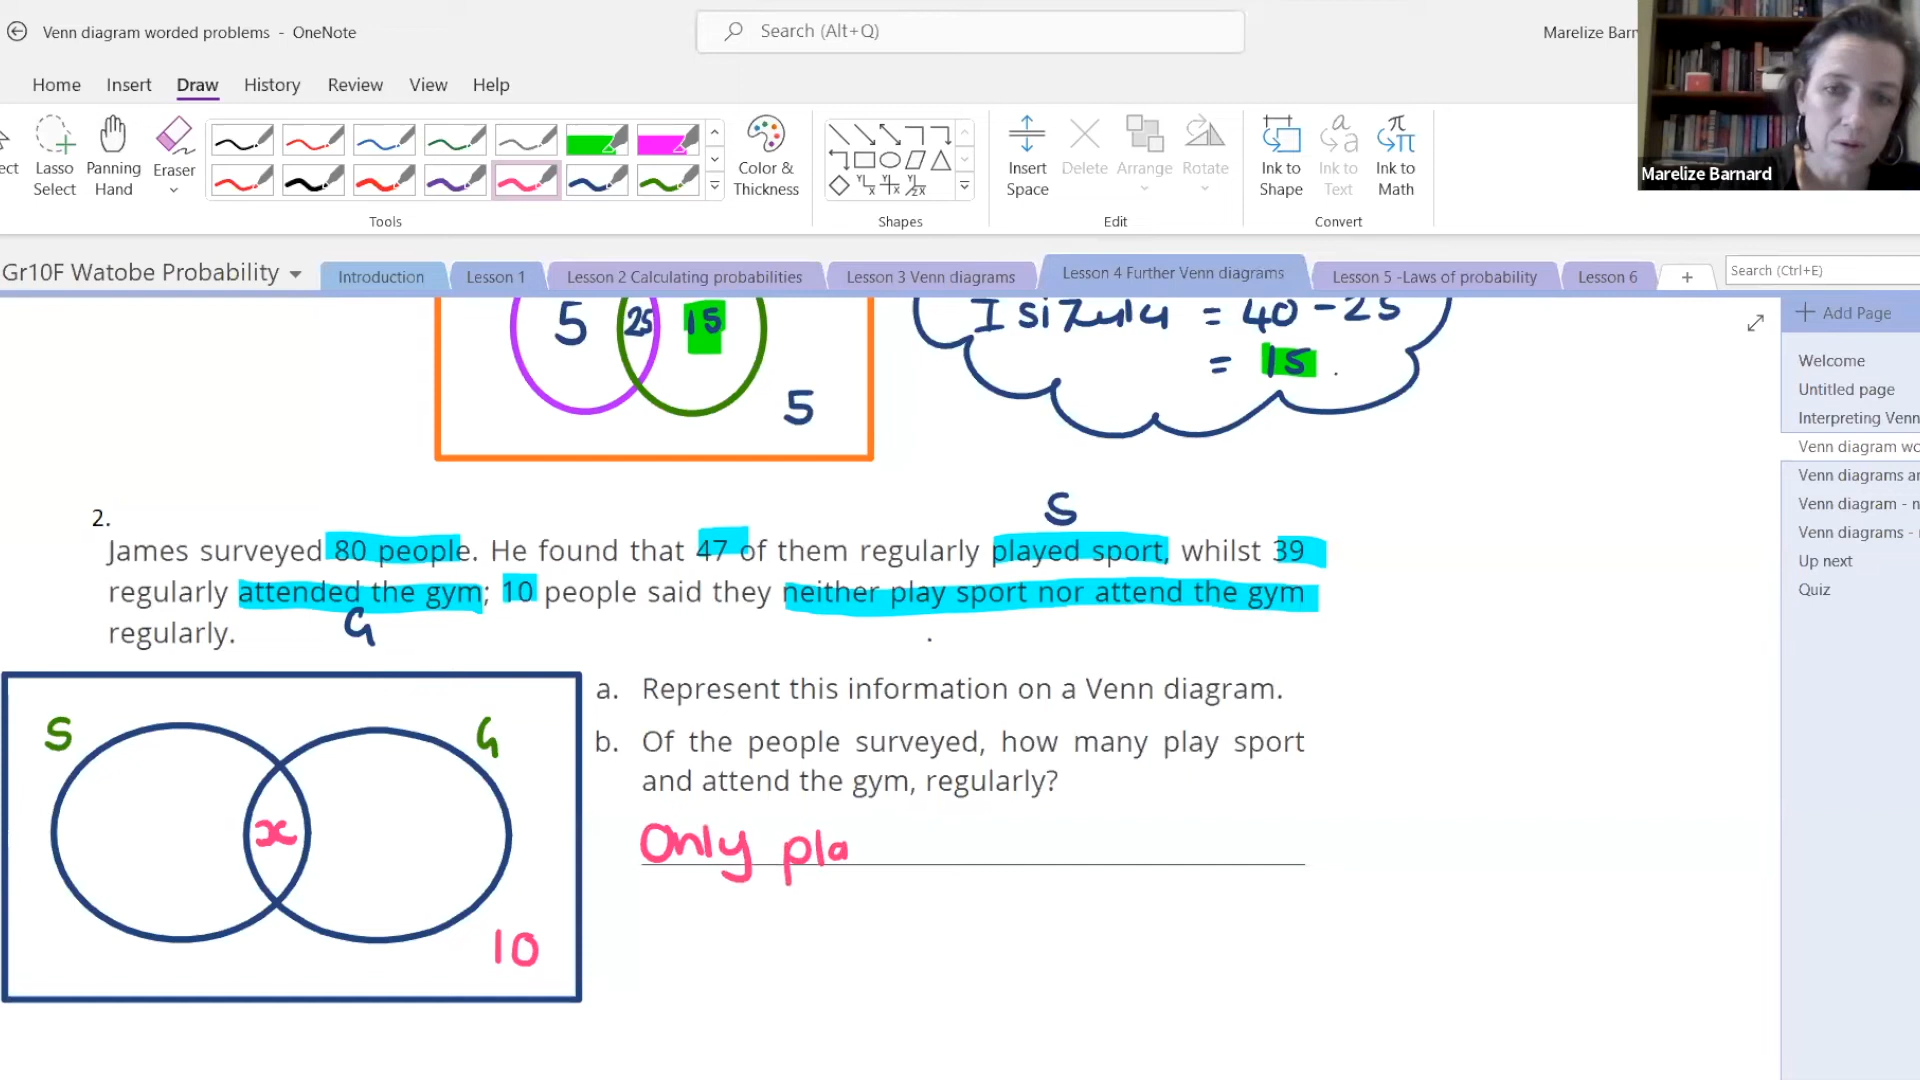 Venn diagram worded problems - OneNote
Search (Alt+Q)
Marelize Barn
Home Insert Draw History Review View Help
Lasso Select
Panning Hand
Eraser
Color & Thickness
Insert Space
Delete
Arrange
Rotate
Ink to Shape
Ink to Text
Ink to Math
Marelize Barnard
Tools
Shapes
Edit
Convert
Gr10F Watobe Probability
Introduction
Lesson 1
Lesson 2 Calculating probabilities
Lesson 3 Venn diagrams
Lesson 4 Further Venn diagrams
Lesson 5 -Laws of probability
Lesson 6
Search (Ctrl+E)
Add Page
Welcome
Untitled page
Interpreting Venn
Venn diagram wo
Venn diagrams a
Venn diagram - n
Venn diagrams -
Up next
Quiz
5 25 15
5
IsiZulu = 40 - 25
= 15
S
2.
James surveyed 80 people. He found that 47 of them regularly played sport, whilst 39
regularly attended the gym; 10 people said they neither play sport nor attend the gym
regularly.
G
S
G
x
10
a. Represent this information on a Venn diagram.
b. Of the people surveyed, how many play sport
and attend the gym, regularly?
Only pla